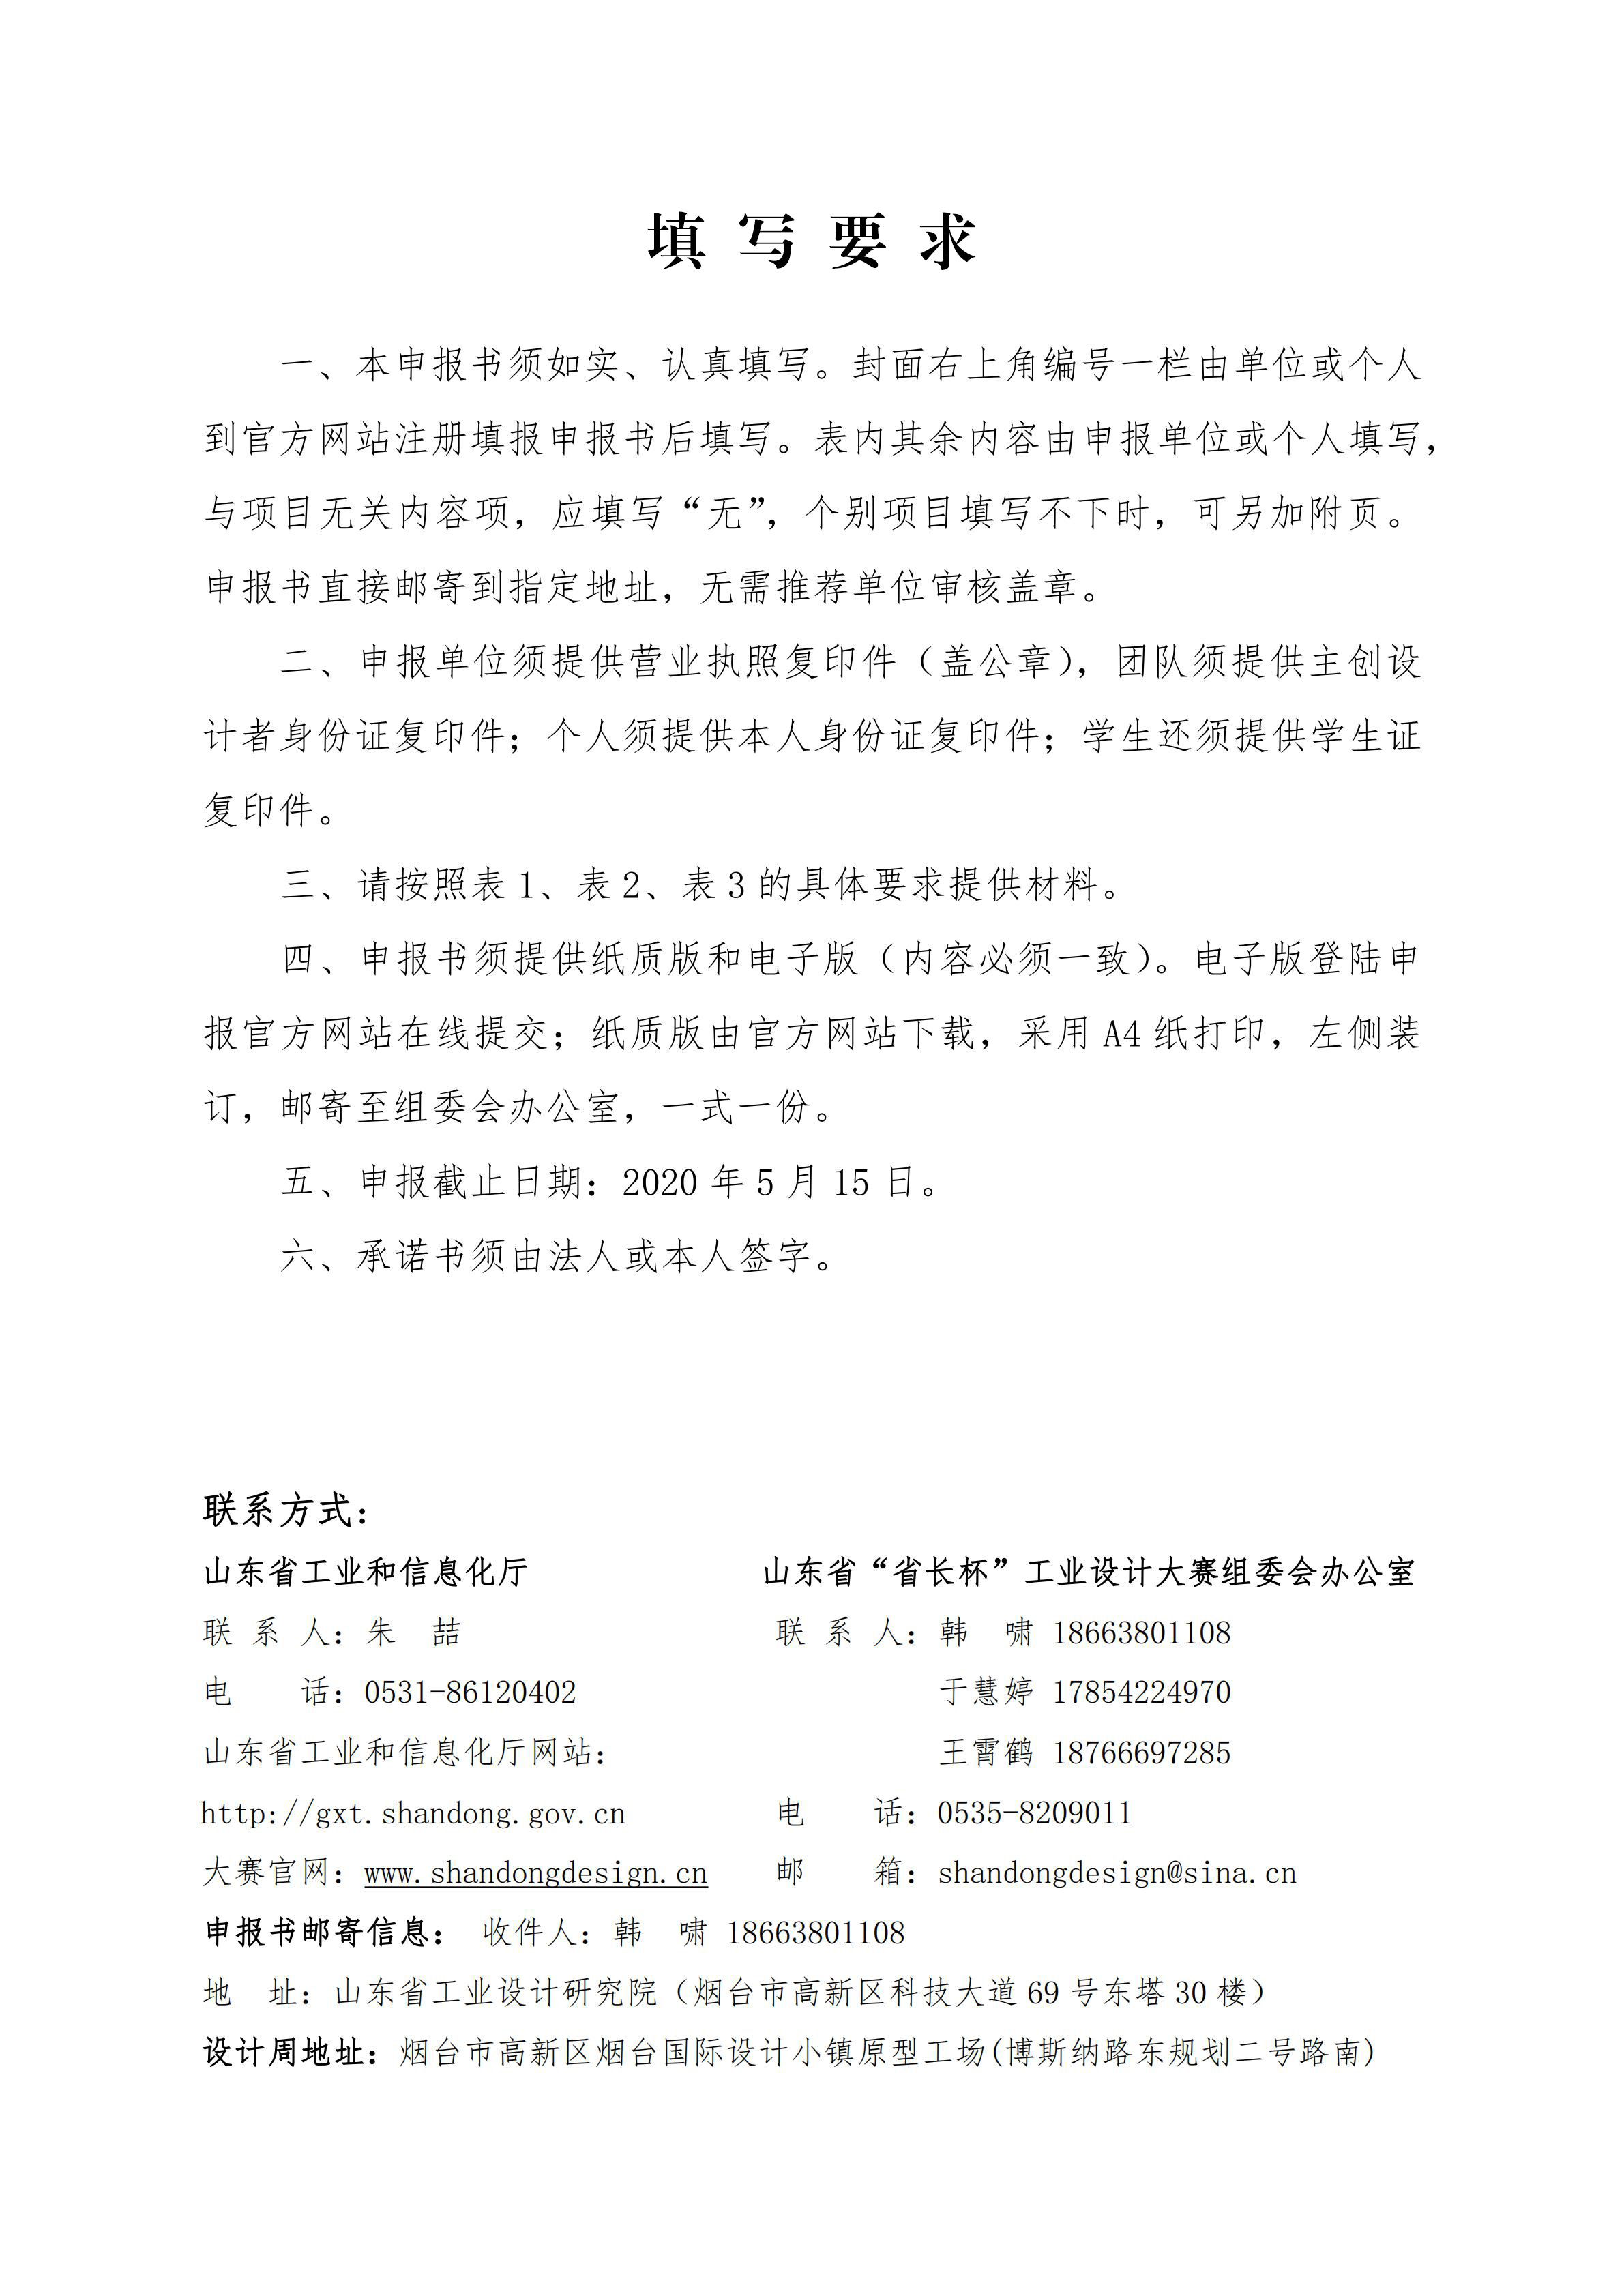 填写要求
一、本申报书须如实、认真填写。封面右上角编号一栏由单位或个人
到官方网站注册填报申报书后填写。表内其余内容由申报单位或个人填写，
与项目无关内容项，应填写“无”，个别项目填写不下时，可另加附页。
申报书直接邮寄到指定地址，无需推荐单位审核盖章。
二、申报单位须提供营业执照复印件（盖公章），团队须提供主创设
计者身份证复印件；个人须提供本人身份证复印件；学生还须提供学生证
复印件。
三、请按照表1、表2、表3的具体要求提供材料。
四、申报书须提供纸质版和电子版（内容必须一致）。电子版登陆申
报官方网站在线提交；纸质版由官方网站下载，采用A4纸打印，左侧装
订，邮寄至组委会办公室，一式一份。
五、申报截止日期：2020年5月15日。
六、承诺书须由法人或本人签字。
联系方式：
山东省工业和信息化厅 山东省“省长杯”工业设计大赛组委会办公室
联 系 人：朱 喆 联 系 人：韩 啸 18663801108
电 话：0531-86120402 于慧婷 17854224970
山东省工业和信息化厅网站： 王霄鹤 18766697285
http://gxt.shandong.gov.cn 电 话：0535-8209011
大赛官网：www.shandongdesign.cn 邮 箱：shandongdesign@sina.cn
申报书邮寄信息： 收件人：韩 啸 18663801108
地 址：山东省工业设计研究院（烟台市高新区科技大道69号东塔30楼）
设计周地址：烟台市高新区烟台国际设计小镇原型工场(博斯纳路东规划二号路南)